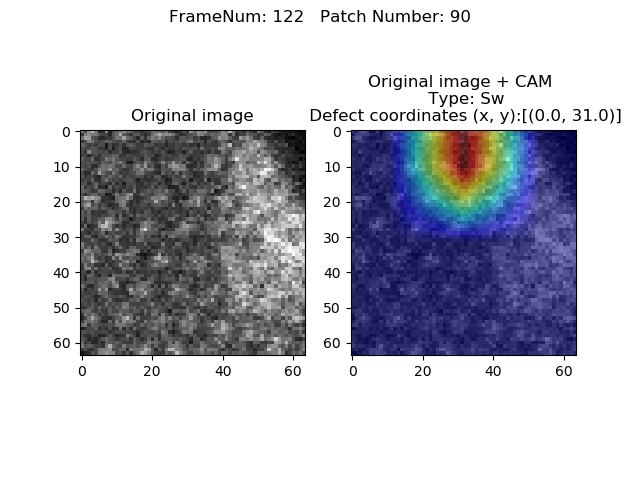 FrameNum: 122   Patch Number: 90
Original image
Original image + CAM
Type: Sw
Defect coordinates (x, y):[(0.0, 31.0)]
0
10
20
30
40
50
60
0 20 40 60
0
10
20
30
40
50
60
0 20 40 60